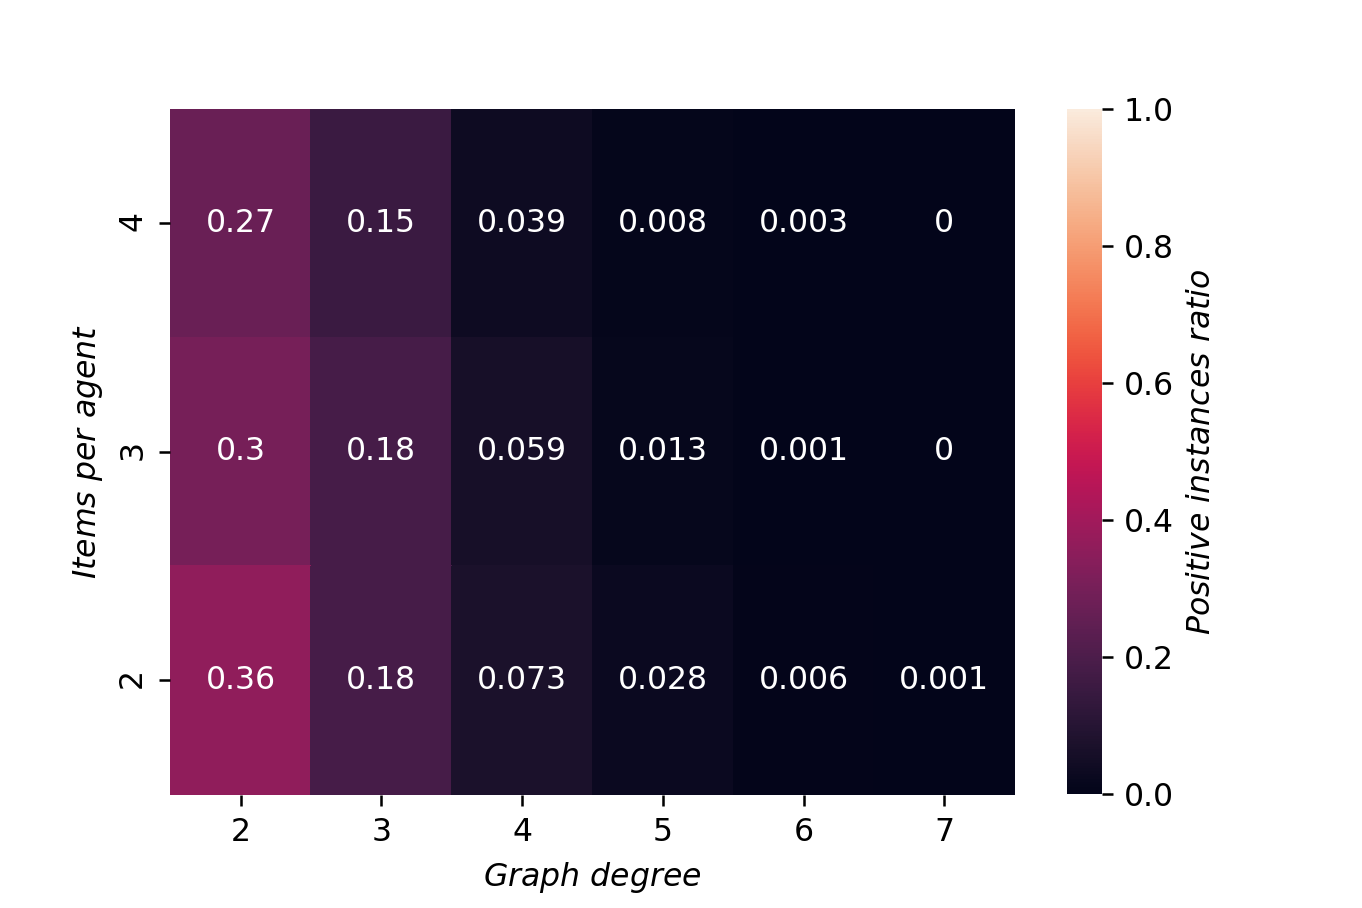 4 0.27 0.15 0.039 0.008 0.003 0
3 0.3 0.18 0.059 0.013 0.001 0
2 0.36 0.18 0.073 0.028 0.006 0.001
2 3 4 5 6 7
Graph degree
Items per agent
1.0
0.8
0.6
0.4
0.2
0.0
Positive instances ratio